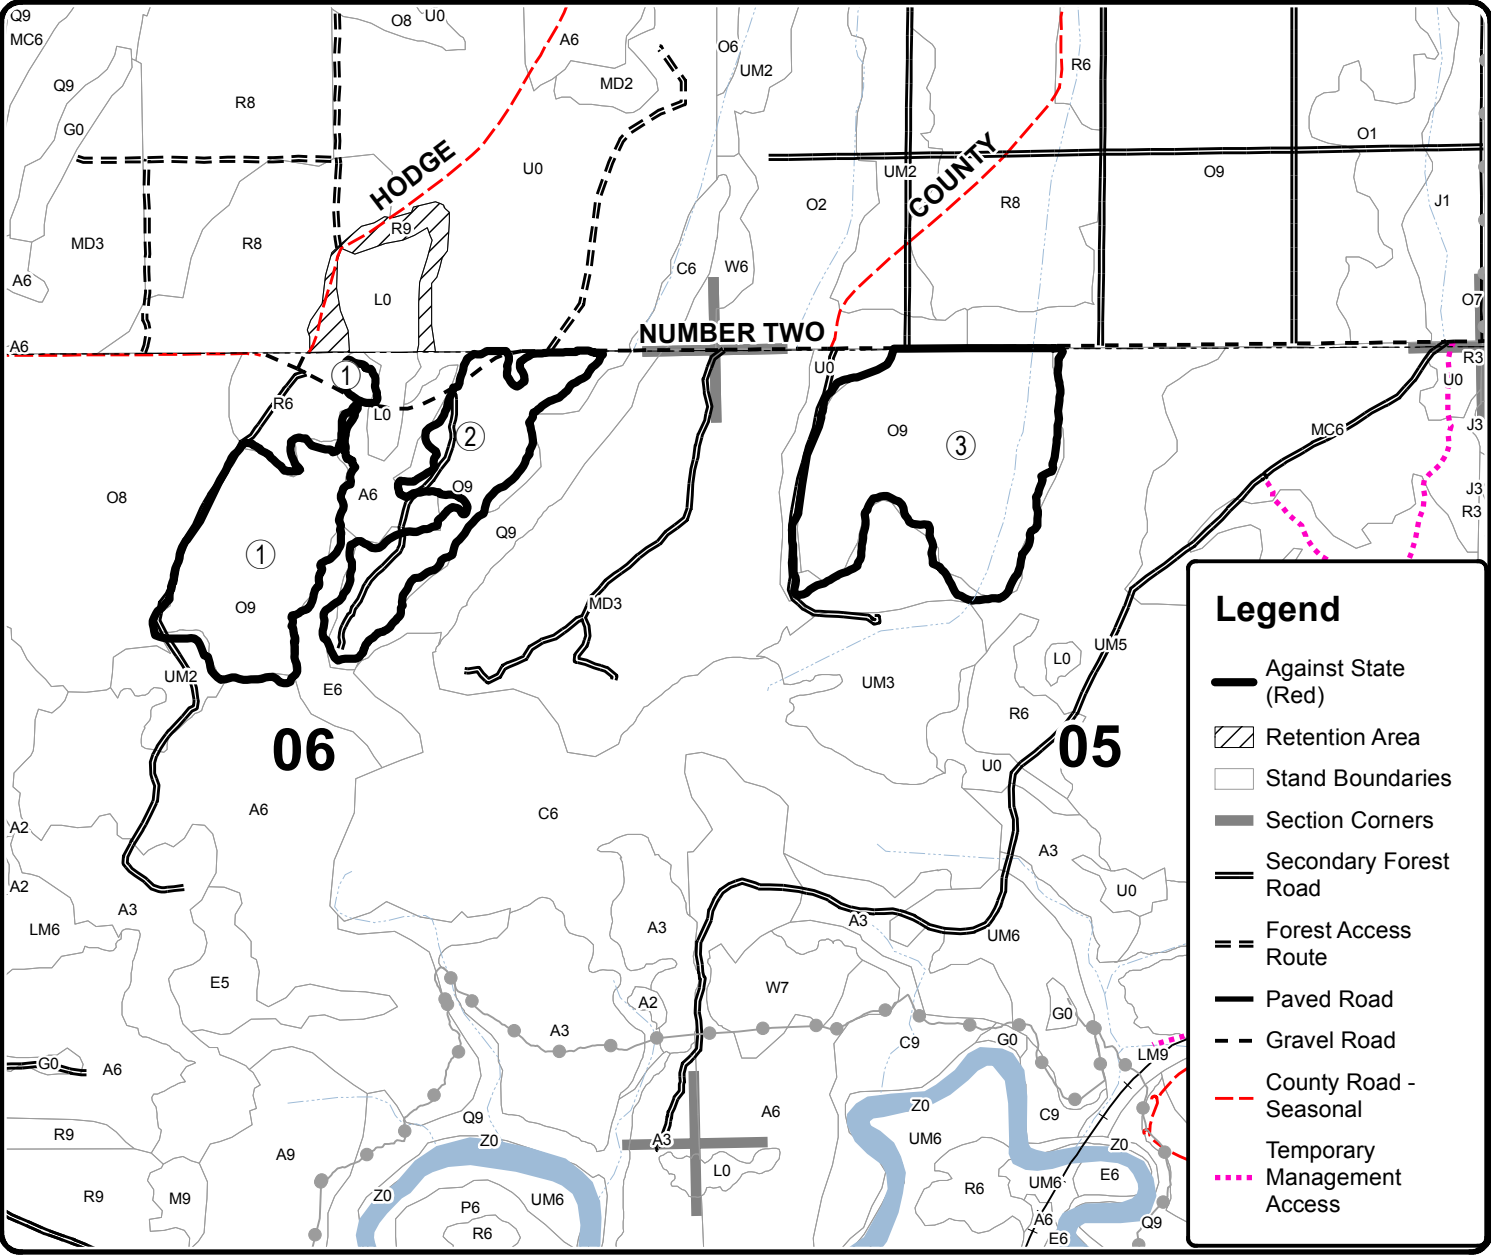 Q9
O8
U0
MC6
A6
O6
UM2
R6
Q9
MD2
R8
G0
O1
HODGE
COUNTY
U0
UM2
O9
O2
R8
J1
R9
MD3
R8
C6
W6
A6
L0
O7
NUMBER TWO
A6
R3
1
U0
U0
R6
L0
J3
2
O9
3
MC6
O8
A6
O9
J3
Q9
R3
1
O9
MD3
UM5
L0
UM2
E6
UM3
R6
06
05
U0
A6
C6
A2
A3
A2
U0
A3
A3
LM6
A3
UM6
E5
W7
A2
A3
G0
C9
G0
LM9
G0
A6
Z0
Q9
A6
C9
R9
Z0
A3
UM6
Z0
A9
L0
E6
R9
M9
Z0
UM6
R6
UM6
P6
A6
Q9
R6
E6
Legend
Against State
(Red)
Retention Area
Stand Boundaries
Section Corners
Secondary Forest
Road
Forest Access
Route
Paved Road
Gravel Road
County Road -
Seasonal
Temporary
Management
Access